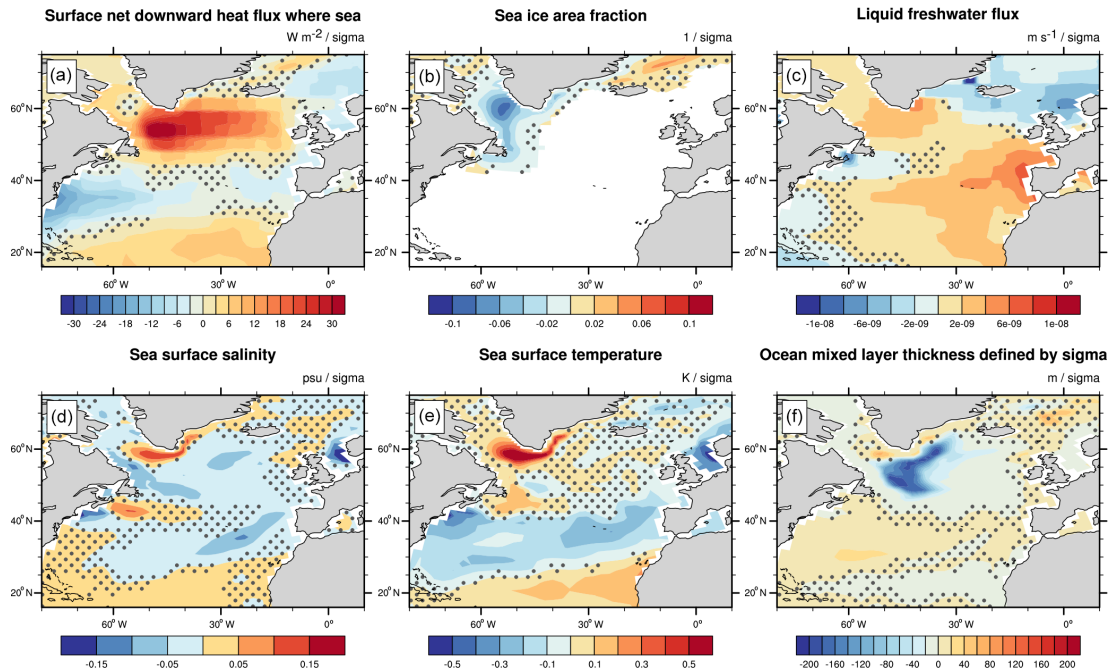 Surface net downward heat flux where sea
Sea ice area fraction
Liquid freshwater flux
W m⁻² / sigma
1 / sigma
m s⁻¹ / sigma
(a)
(b)
(c)
60°N
40°N
20°N
60°N
40°N
20°N
60°N
40°N
20°N
60°W
30°W
0°
60°W
30°W
0°
60°W
30°W
0°
-30 -24 -18 -12 -6 0 6 12 18 24 30
-0.1 -0.06 -0.02 0.02 0.06 0.1
-1e-08 -6e-09 -2e-09 2e-09 6e-09 1e-08
Sea surface salinity
Sea surface temperature
Ocean mixed layer thickness defined by sigma
psu / sigma
K / sigma
m / sigma
(d)
(e)
(f)
60°N
40°N
20°N
60°N
40°N
20°N
60°N
40°N
20°N
60°W
30°W
0°
60°W
30°W
0°
60°W
30°W
0°
-0.15 -0.05 0.05 0.15
-0.5 -0.3 -0.1 0.1 0.3 0.5
-200 -160 -120 -80 -40 0 40 80 120 160 200